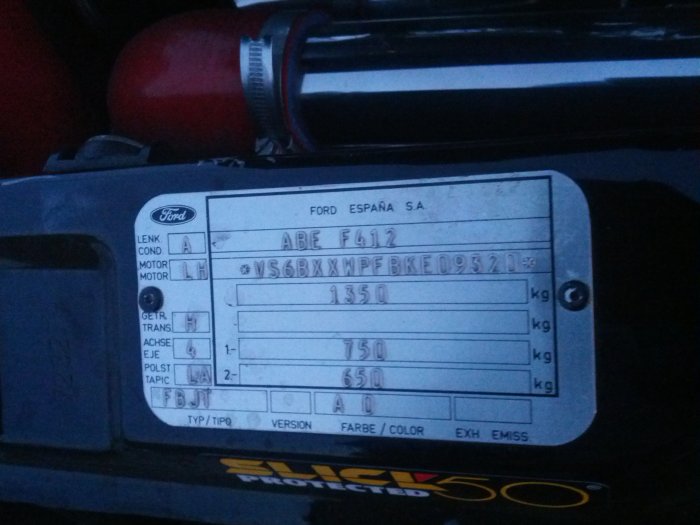 Ford
FORD ESPAÑA S.A.
LENK.
COND.
A
ABE F412
MOTOR
MOTOR
LH
*VS6BXXWPFBKE09320*
1350 kg
GETR.
TRANS.
H
kg
ACHSE
EJE
4
1.- 750 kg
POLST
TAPIC
LA
2.- 650 kg
FBJT
A 0
TYP/TIPO VERSION FARBE / COLOR EXH EMISS.
SLICK 50
PROTECTED